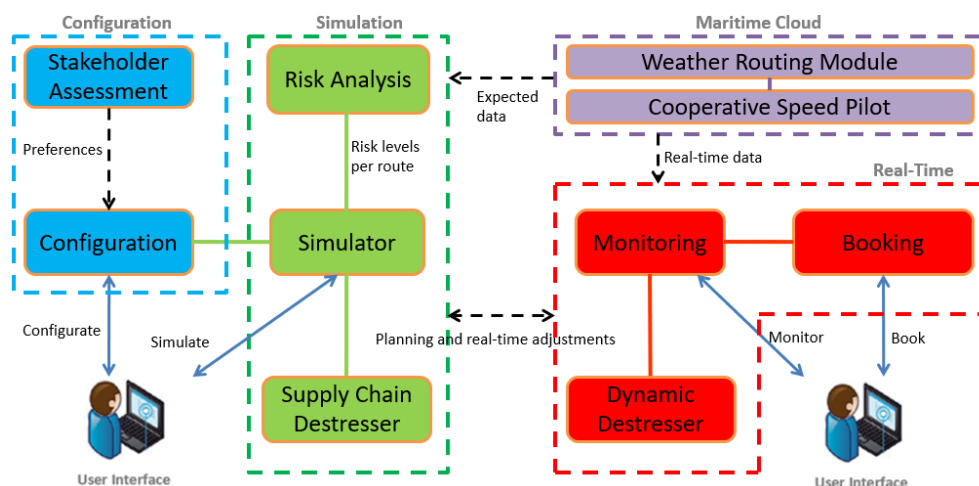 Configuration
Simulation
Maritime Cloud
Stakeholder
Assessment
Risk Analysis
Weather Routing Module
Cooperative Speed Pilot
Expected
data
Preferences
Risk levels
per route
Real-time data
Real-Time
Configuration
Simulator
Monitoring
Booking
Configurate
Simulate
Planning and real-time adjustments
Monitor
Book
Supply Chain
Destresser
Dynamic
Destresser
User Interface
User Interface